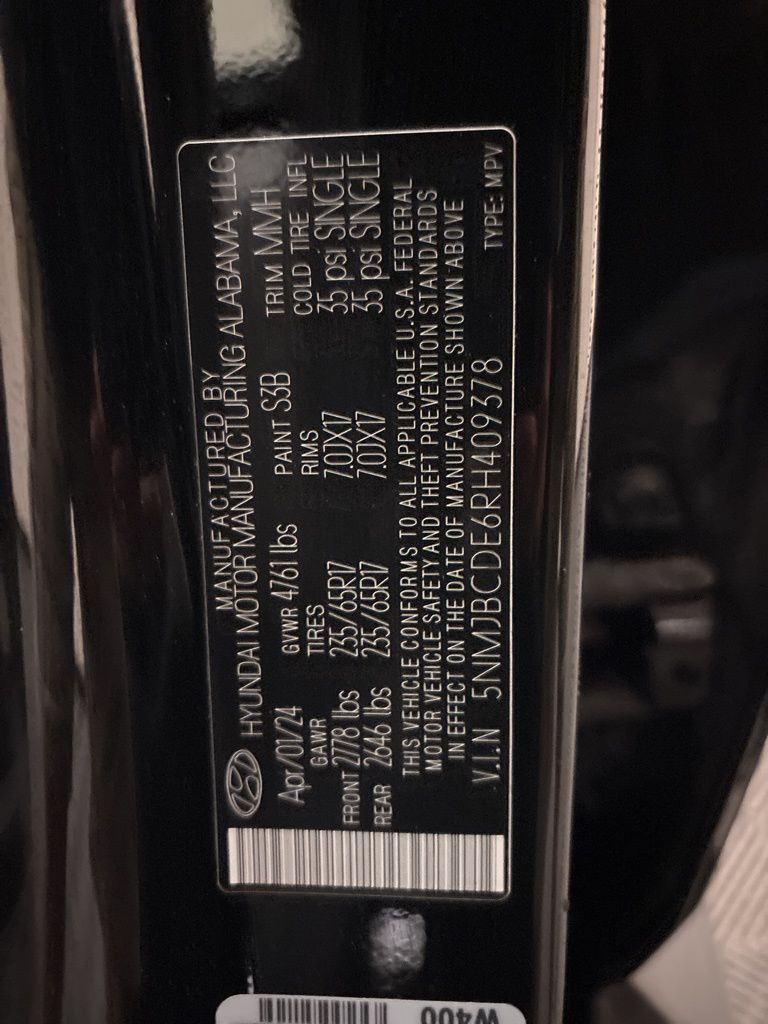 MANUFACTURED BY
HYUNDAI MOTOR MANUFACTURING ALABAMA, LLC
Apr/01/24 GVWR 4761 lbs PAINT S3B TRIM MMH
GAWR TIRES RIMS COLD TIRE INFL
FRONT 2778 lbs 235/65R17 7.0JX17 35 psi SINGLE
REAR 2646 lbs 235/65R17 7.0JX17 35 psi SINGLE
THIS VEHICLE CONFORMS TO ALL APPLICABLE U.S.A. FEDERAL
MOTOR VEHICLE SAFETY AND THEFT PREVENTION STANDARDS
IN EFFECT ON THE DATE OF MANUFACTURE SHOWN ABOVE
V.I.N 5NMJBCDE6RH409378 TYPE: MPV
W400